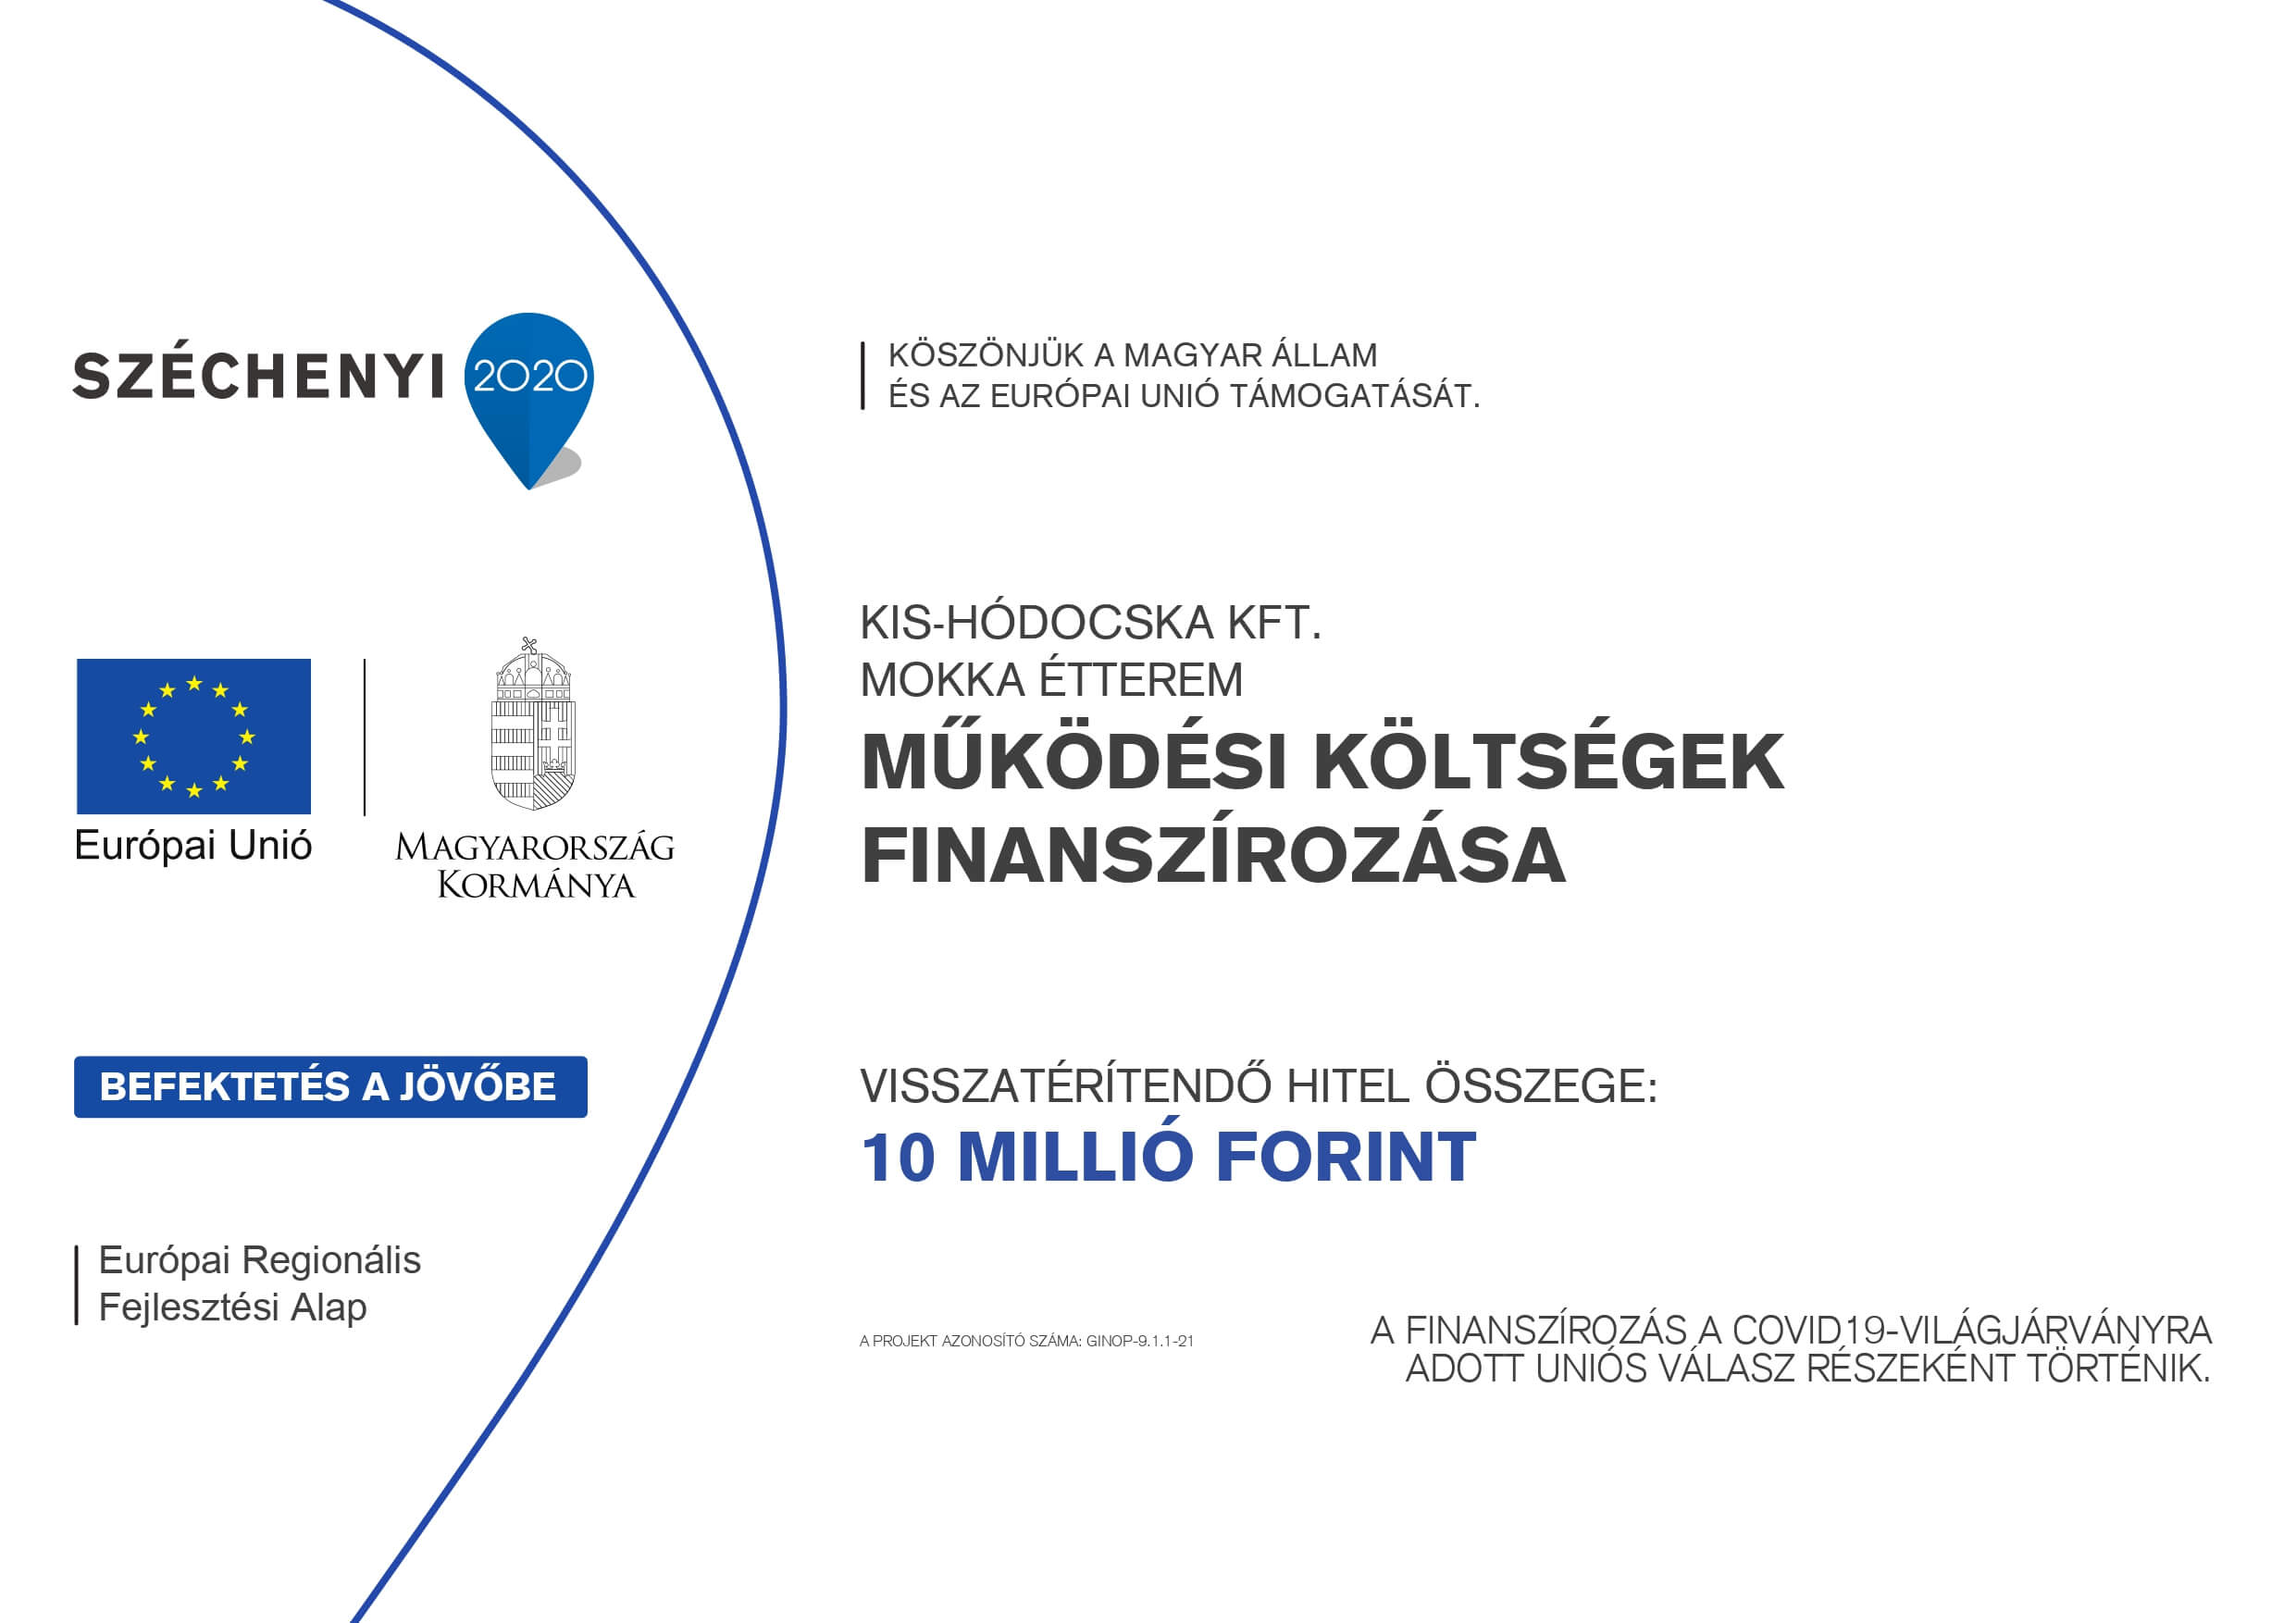 SZÉCHENYI 2020
Európai Unió
MAGYARORSZÁG
KORMÁNYA
BEFEKTETÉS A JÖVŐBE
Európai Regionális
Fejlesztési Alap
KÖSZÖNJÜK A MAGYAR ÁLLAM
ÉS AZ EURÓPAI UNIÓ TÁMOGATÁSÁT.
KIS-HÓDOCSKA KFT.
MOKKA ÉTTEREM
MŰKÖDÉSI KÖLTSÉGEK
FINANSZÍROZÁSA
VISSZATÉRÍTENDŐ HITEL ÖSSZEGE:
10 MILLIÓ FORINT
A PROJEKT AZONOSÍTÓ SZÁMA: GINOP-9.1.1-21
A FINANSZÍROZÁS A COVID19-VILÁGJÁRVÁNYRA
ADOTT UNIÓS VÁLASZ RÉSZEKÉNT TÖRTÉNIK.